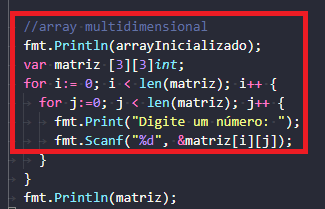 //array multidimensional
fmt.Println(arrayInicializado);
var matriz [3][3]int;
for i:= 0; i < len(matriz); i++ {
for j:=0; j < len(matriz); j++ {
fmt.Print("Digite um número: ");
fmt.Scanf("%d", &matriz[i][j]);
}
}
fmt.Println(matriz);